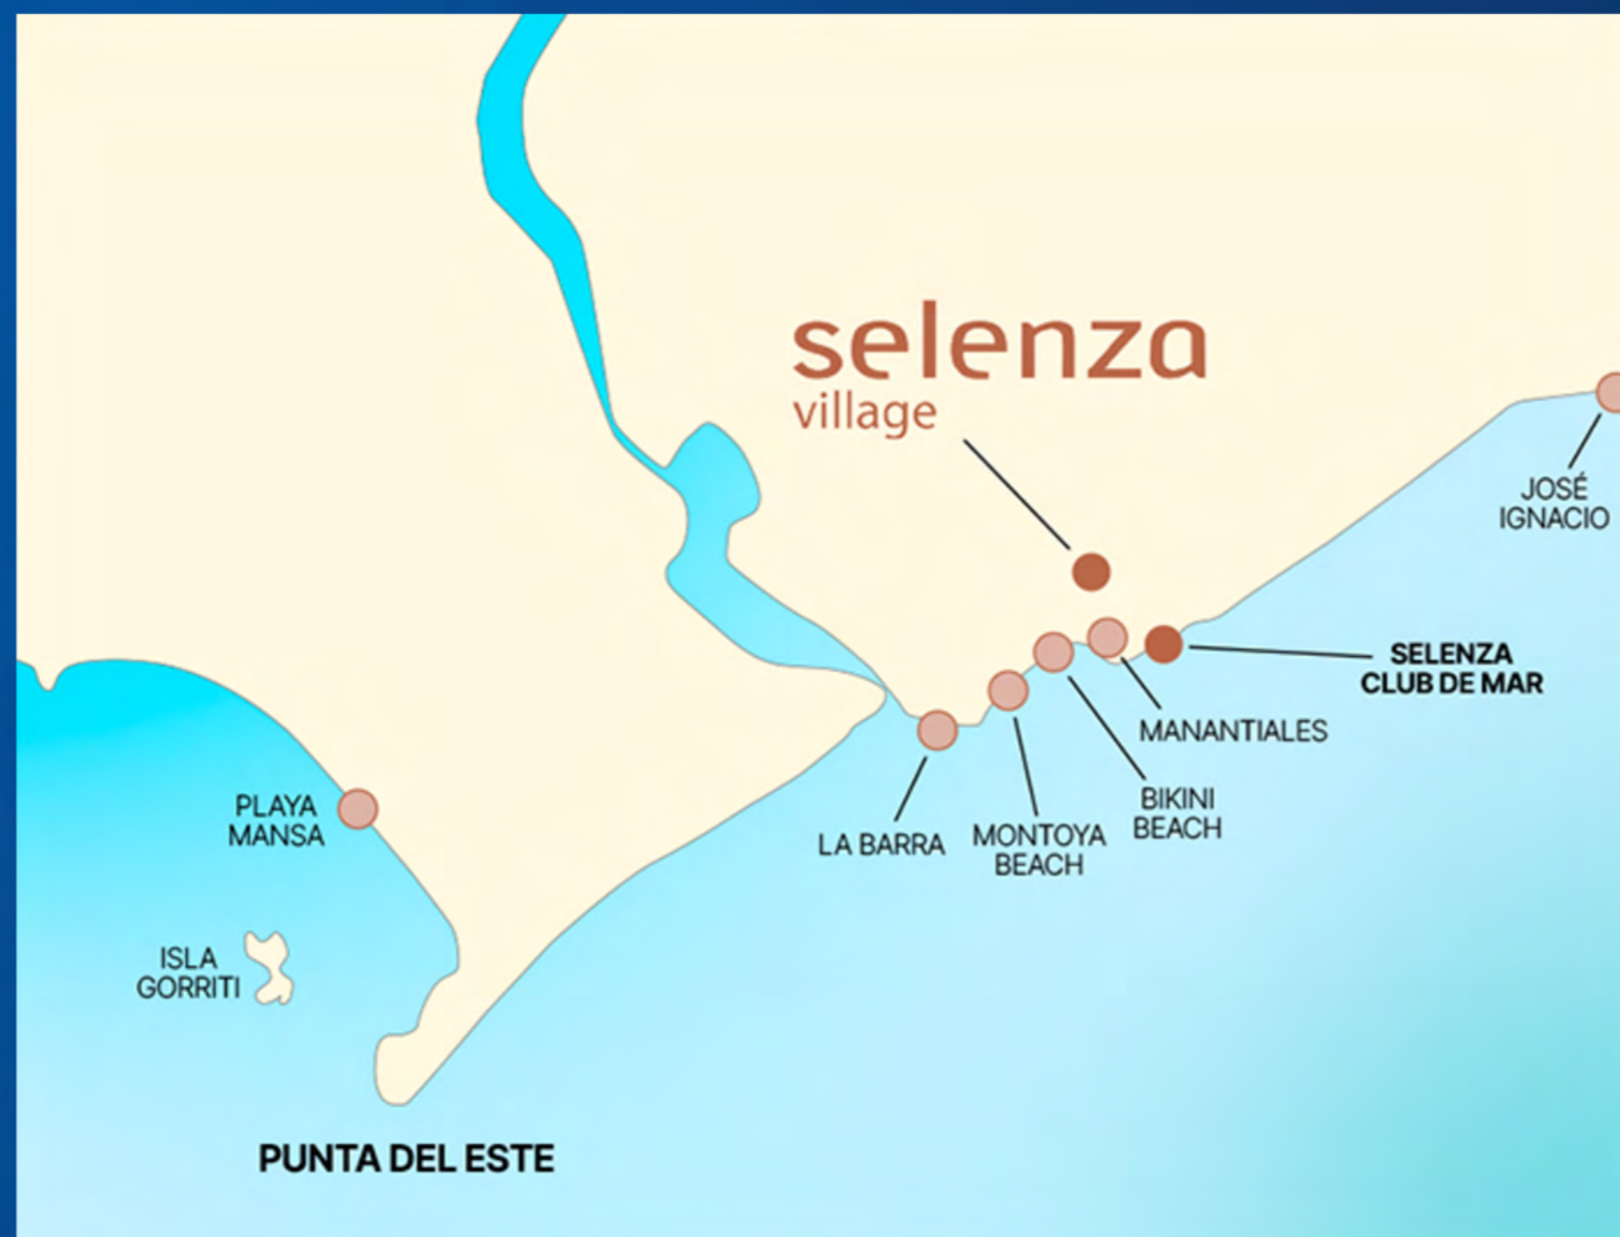 selenza
village
JOSÉ
IGNACIO
SELENZA
CLUB DE MAR
MANANTIALES
BIKINI
BEACH
MONTOYA
BEACH
LA BARRA
PLAYA
MANSA
ISLA
GORRITI
PUNTA DEL ESTE